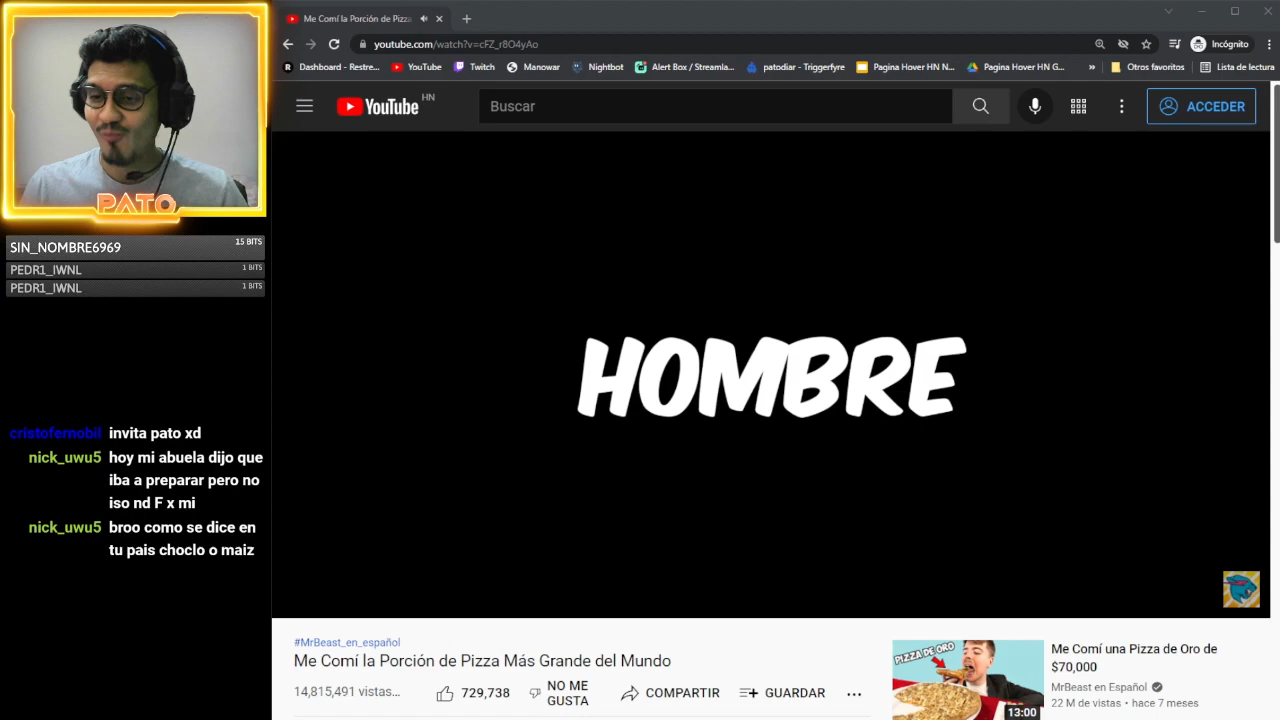 Me Comí la Porción de Pizza
youtube.com/watch?v=cFZ_r8O4yAo
Incógnito
Dashboard - Restre...
YouTube
Twitch
Manowar
Nightbot
Alert Box / Streamla...
patodiar - Triggerfyre
Pagina Hover HN N...
Pagina Hover HN G...
»
Otros favoritos
Lista de lectura
YouTube HN
Buscar
ACCEDER
PATO
SIN_NOMBRE6969 15 BITS
PEDR1_IWNL 1 BITS
PEDR1_IWNL 1 BITS
HOMBRE
cristofernobil invita pato xd
nick_uwu5 hoy mi abuela dijo que
iba a preparar pero no
iso nd F x mi
nick_uwu5 broo como se dice en
tu pais choclo o maiz
#MrBeast_en_español
Me Comí la Porción de Pizza Más Grande del Mundo
14,815,491 vistas...
729,738
NO ME
GUSTA
COMPARTIR
GUARDAR
PIZZA DE ORO
13:00
Me Comí una Pizza de Oro de
$70,000
MrBeast en Español
22 M de vistas • hace 7 meses